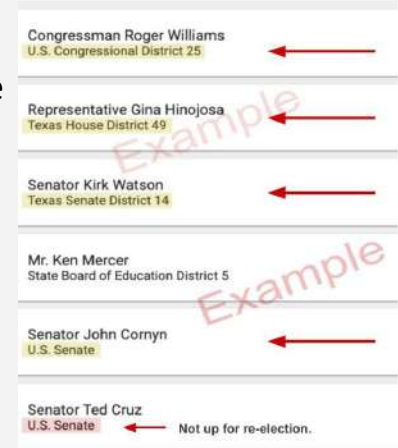 Congressman Roger Williams
U.S. Congressional District 25
e
Representative Gina Hinojosa
Texas House District 49
Example
Senator Kirk Watson
Texas Senate District 14
Mr. Ken Mercer
State Board of Education District 5
Example
Senator John Cornyn
U.S. Senate
Senator Ted Cruz
U.S. Senate Not up for re-election.